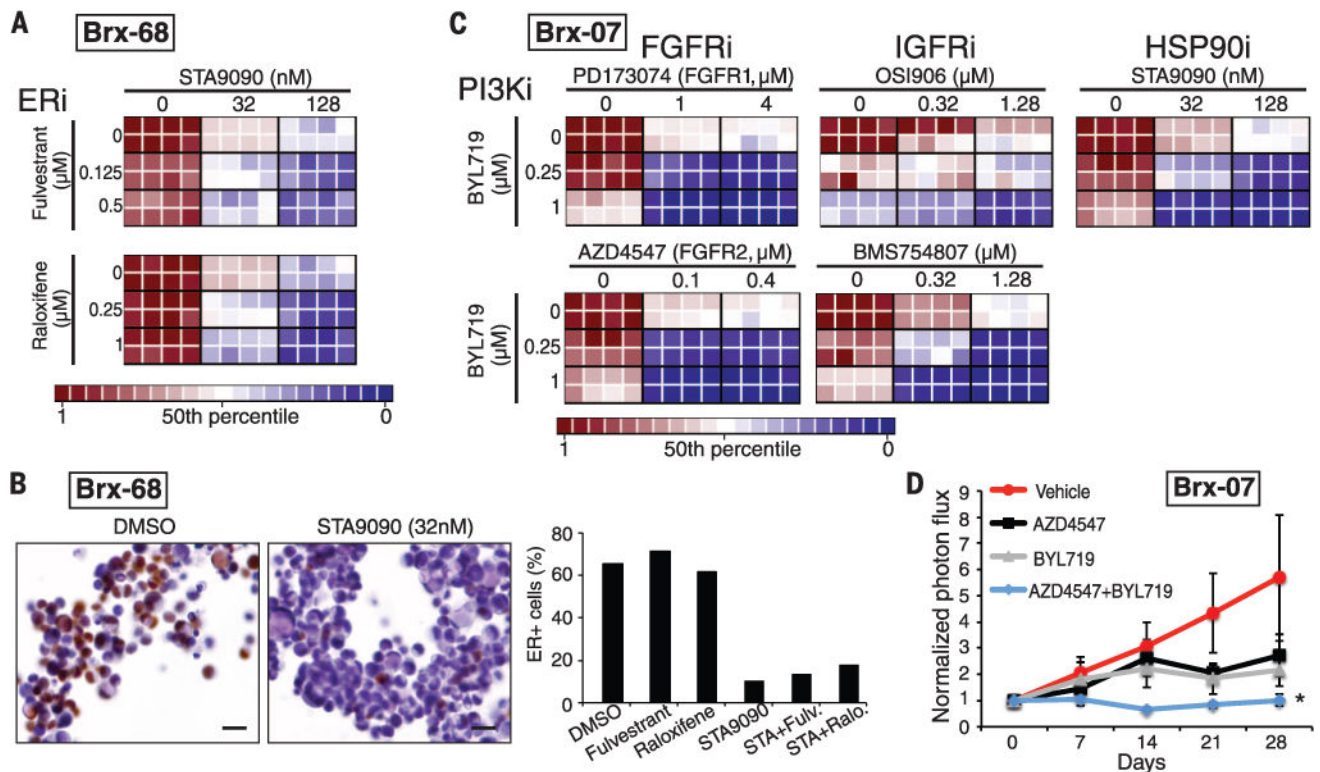 A
Brx-68
STA9090 (nM)
ERi
0 32 128
Fulvestrant
(µM)
0
0.125
0.5
Raloxifene
(µM)
0
0.25
1
1 50th percentile 0
C
Brx-07
FGFRi IGFRi HSP90i
PI3Ki
PD173074 (FGFR1, µM) OSI906 (µM) STA9090 (nM)
0 1 4 0 0.32 1.28 0 32 128
BYL719
(µM)
0
0.25
1
AZD4547 (FGFR2, µM) BMS754807 (µM)
0 0.1 0.4 0 0.32 1.28
BYL719
(µM)
0
0.25
1
1 50th percentile 0
B
Brx-68
DMSO STA9090 (32nM)
ER+ cells (%)
80
60
40
20
0
DMSO
Fulvestrant
Raloxifene
STA9090
STA+Fulv.
STA+Ralo.
D
Brx-07
Normalized photon flux
9
8
7
6
5
4
3
2
1
0
Vehicle
AZD4547
BYL719
AZD4547+BYL719
*
0 7 14 21 28
Days